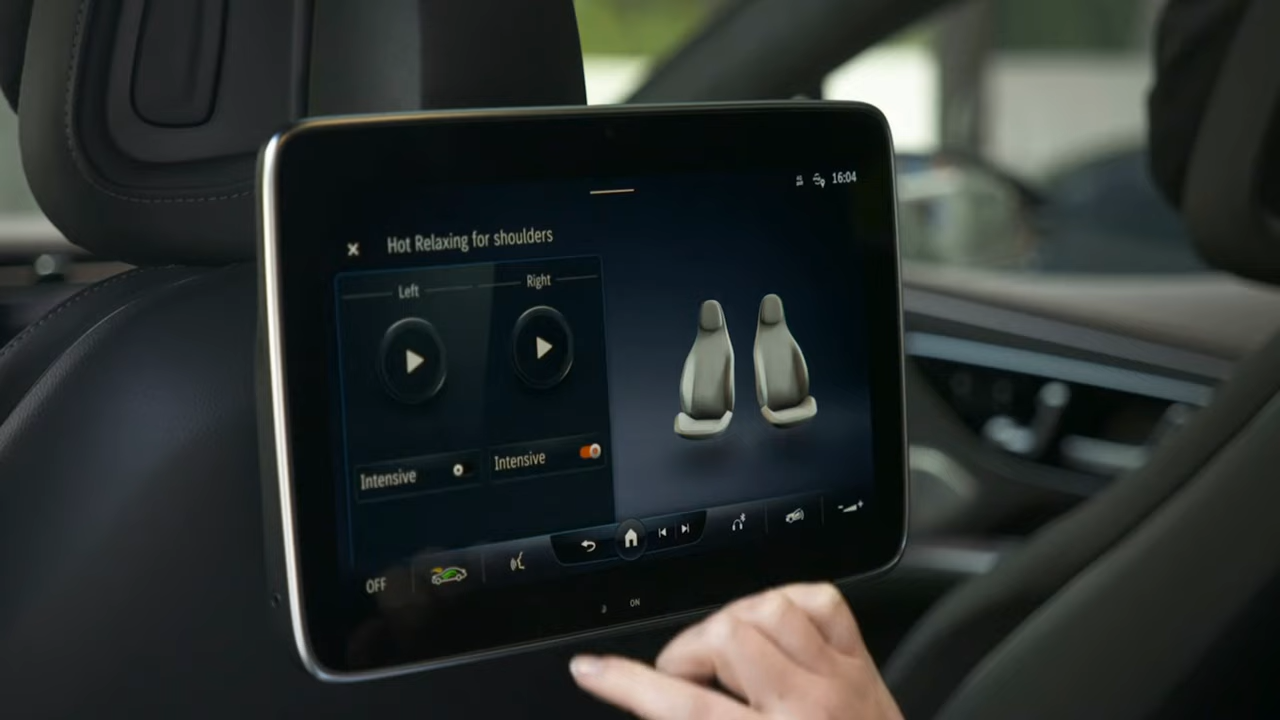 16:04
Hot Relaxing for shoulders
Left
Right
Intensive
Intensive
OFF
ON